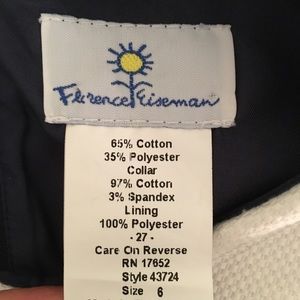 Florence Eiseman
65% Cotton
35% Polyester
Collar
97% Cotton
3% Spandex
Lining
100% Polyester
- 27 -
Care On Reverse
RN 17652
Style 43724
Size 6